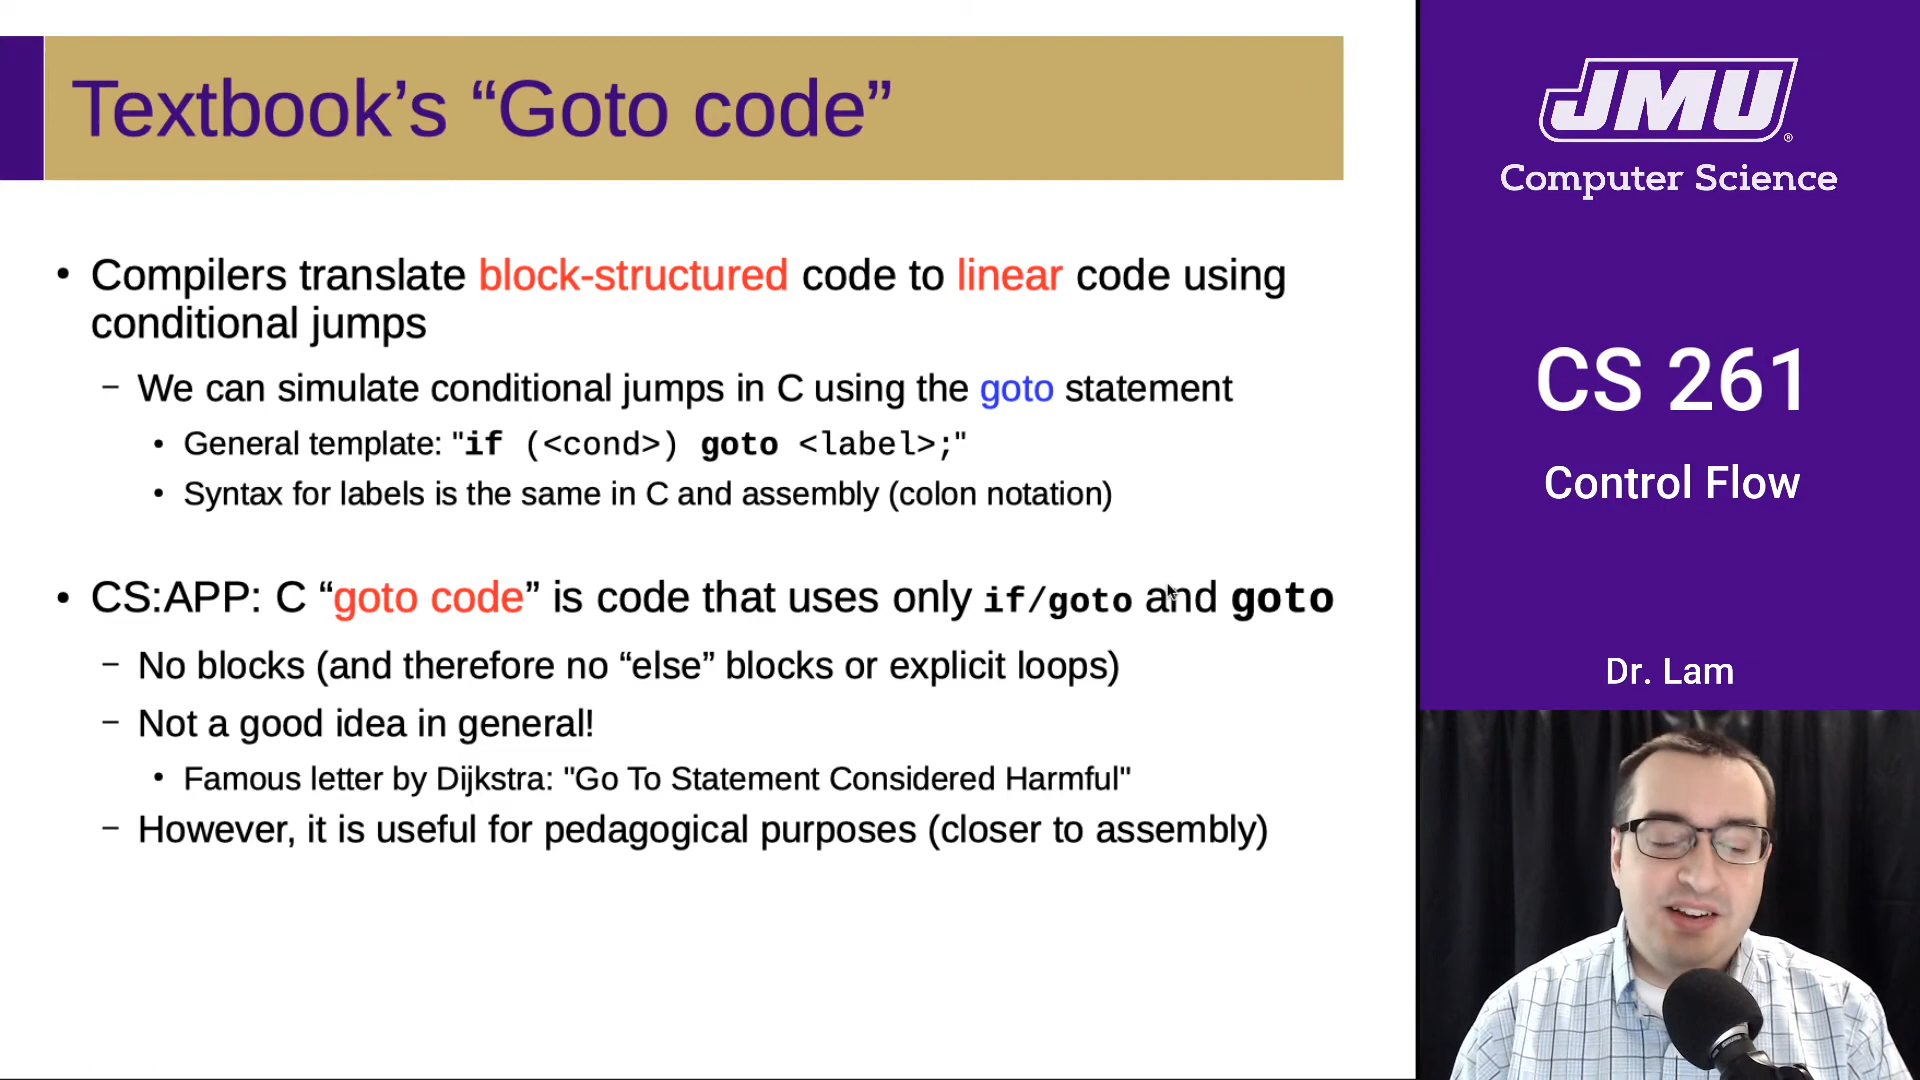 Textbook’s “Goto code”
• Compilers translate block-structured code to linear code using
conditional jumps
– We can simulate conditional jumps in C using the goto statement
• General template: "if (<cond>) goto <label>;"
• Syntax for labels is the same in C and assembly (colon notation)
• CS:APP: C “goto code” is code that uses only if/goto and goto
– No blocks (and therefore no “else” blocks or explicit loops)
– Not a good idea in general!
• Famous letter by Dijkstra: "Go To Statement Considered Harmful"
– However, it is useful for pedagogical purposes (closer to assembly)
JMU®
Computer Science
CS 261
Control Flow
Dr. Lam